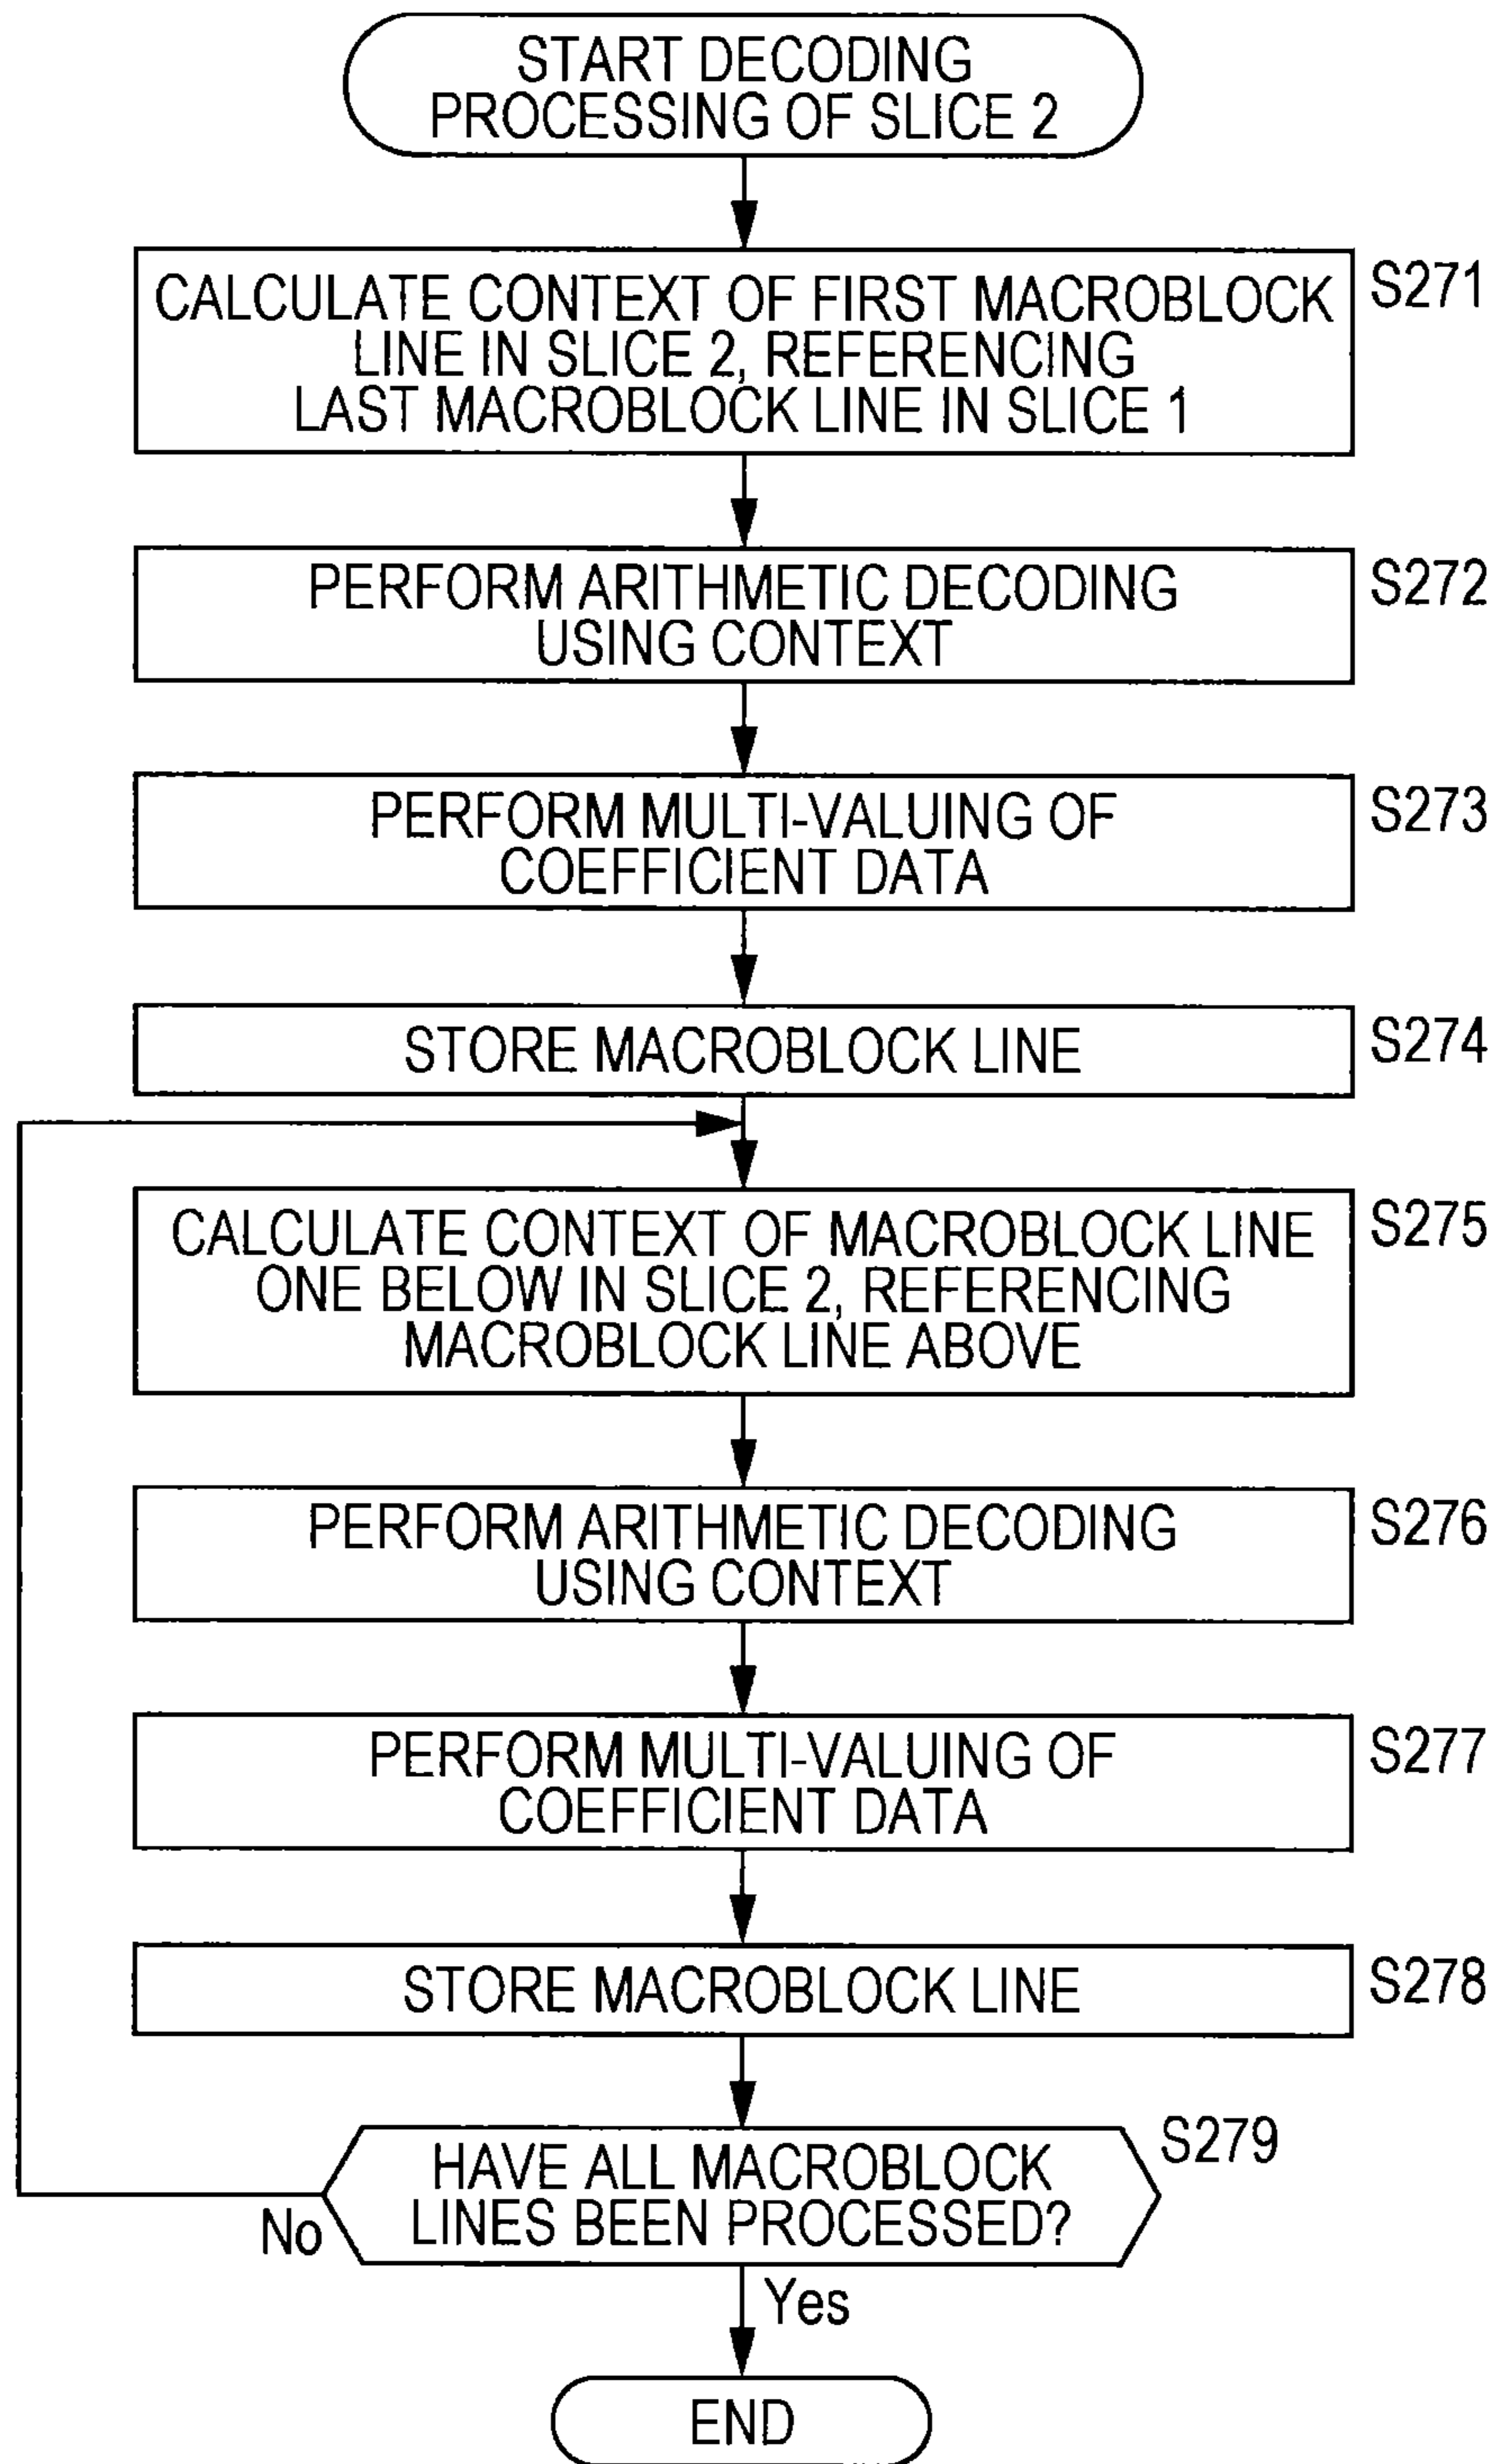 START DECODING
PROCESSING OF SLICE 2
CALCULATE CONTEXT OF FIRST MACROBLOCK
LINE IN SLICE 2, REFERENCING
LAST MACROBLOCK LINE IN SLICE 1
S271
PERFORM ARITHMETIC DECODING
USING CONTEXT
S272
PERFORM MULTI-VALUING OF
COEFFICIENT DATA
S273
STORE MACROBLOCK LINE
S274
CALCULATE CONTEXT OF MACROBLOCK LINE
ONE BELOW IN SLICE 2, REFERENCING
MACROBLOCK LINE ABOVE
S275
PERFORM ARITHMETIC DECODING
USING CONTEXT
S276
PERFORM MULTI-VALUING OF
COEFFICIENT DATA
S277
STORE MACROBLOCK LINE
S278
HAVE ALL MACROBLOCK
LINES BEEN PROCESSED?
S279
No
Yes
END